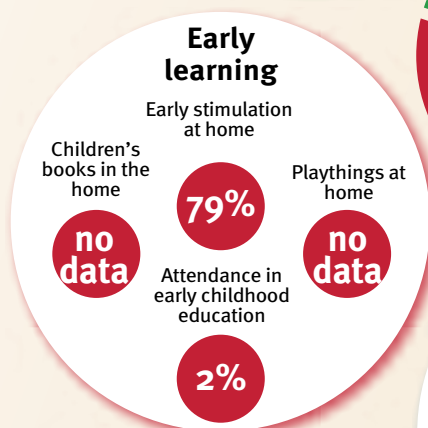 Early
learning
Early stimulation
at home
79%
Children's
books in the
home
no
data
Playthings at
home
no
data
Attendance in
early childhood
education
2%